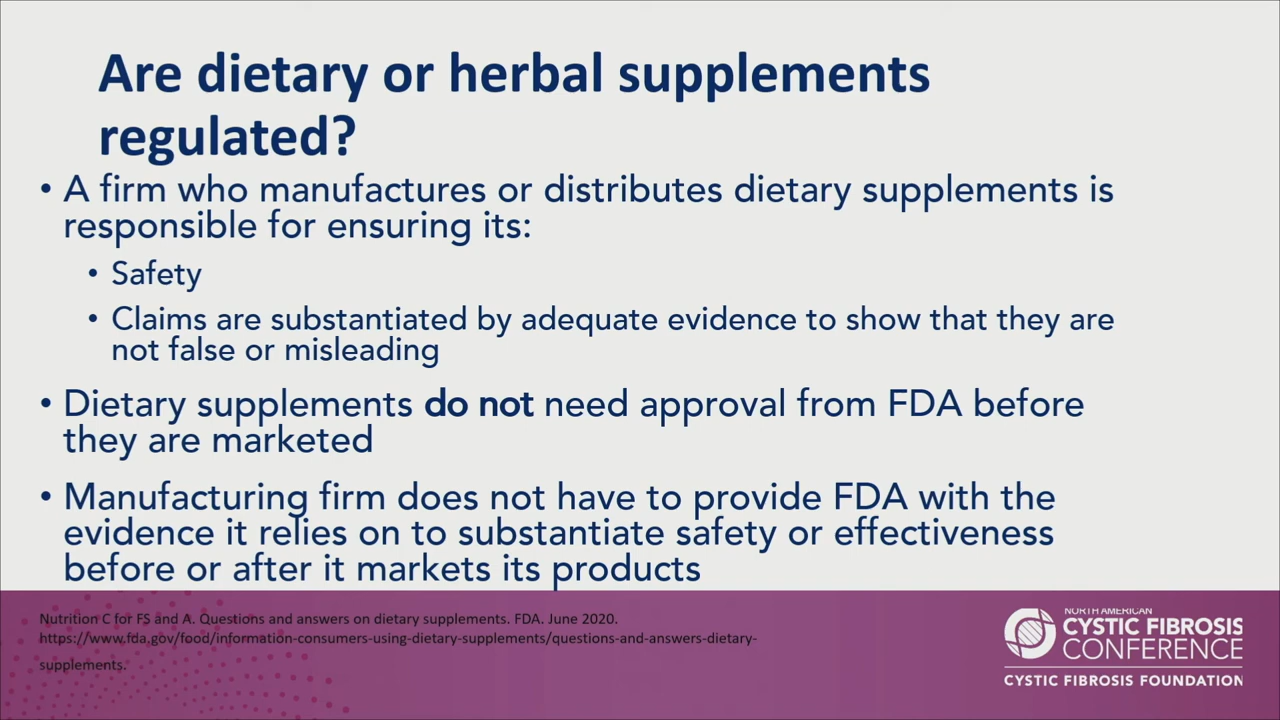 Are dietary or herbal supplements
regulated?
• A firm who manufactures or distributes dietary supplements is
responsible for ensuring its:
• Safety
• Claims are substantiated by adequate evidence to show that they are
not false or misleading
• Dietary supplements do not need approval from FDA before
they are marketed
• Manufacturing firm does not have to provide FDA with the
evidence it relies on to substantiate safety or effectiveness
before or after it markets its products
Nutrition C for FS and A. Questions and answers on dietary supplements. FDA. June 2020.
https://www.fda.gov/food/information-consumers-using-dietary-supplements/questions-and-answers-dietary-
supplements.
NORTH AMERICAN
CYSTIC FIBROSIS
CONFERENCE
CYSTIC FIBROSIS FOUNDATION